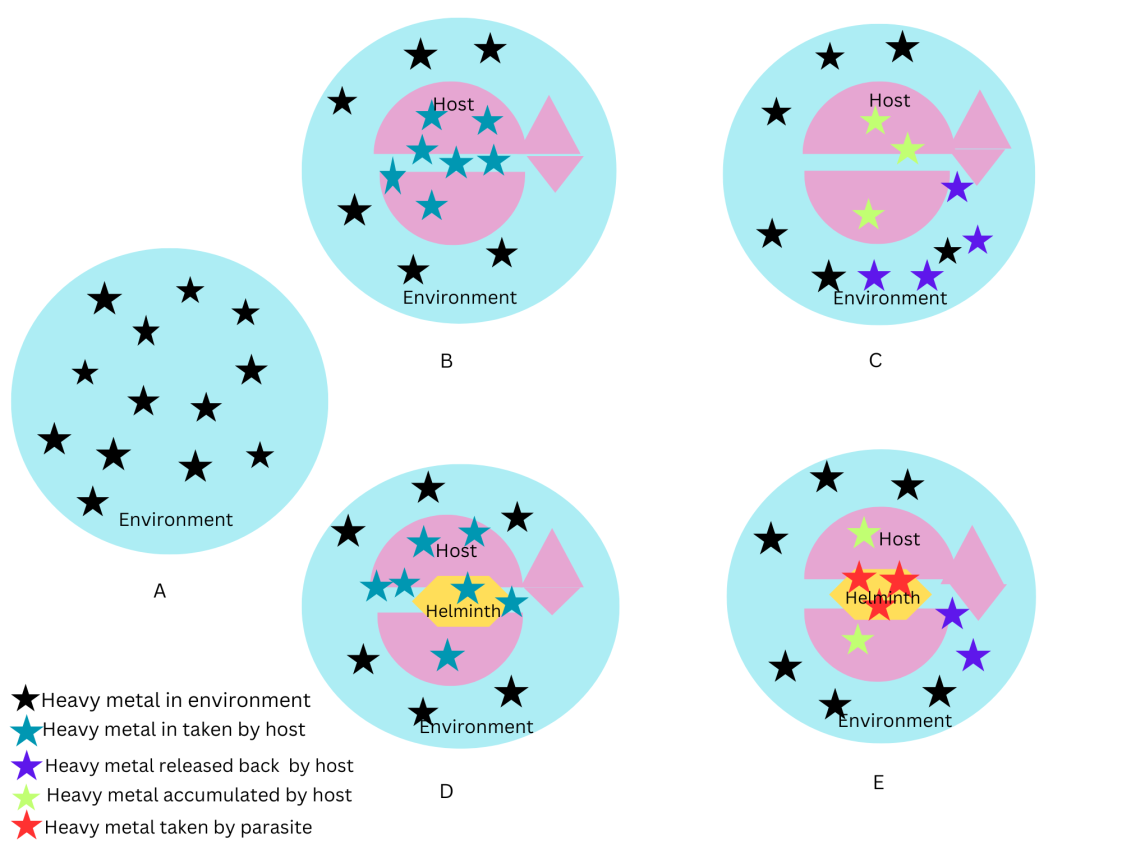 Host
Environment
B
Host
Environment
C
Environment
A
Host
Helminth
Environment
D
Host
Helminth
Environment
E
Heavy metal in environment
Heavy metal in taken by host
Heavy metal released back  by host
Heavy metal accumulated by host
Heavy metal taken by parasite